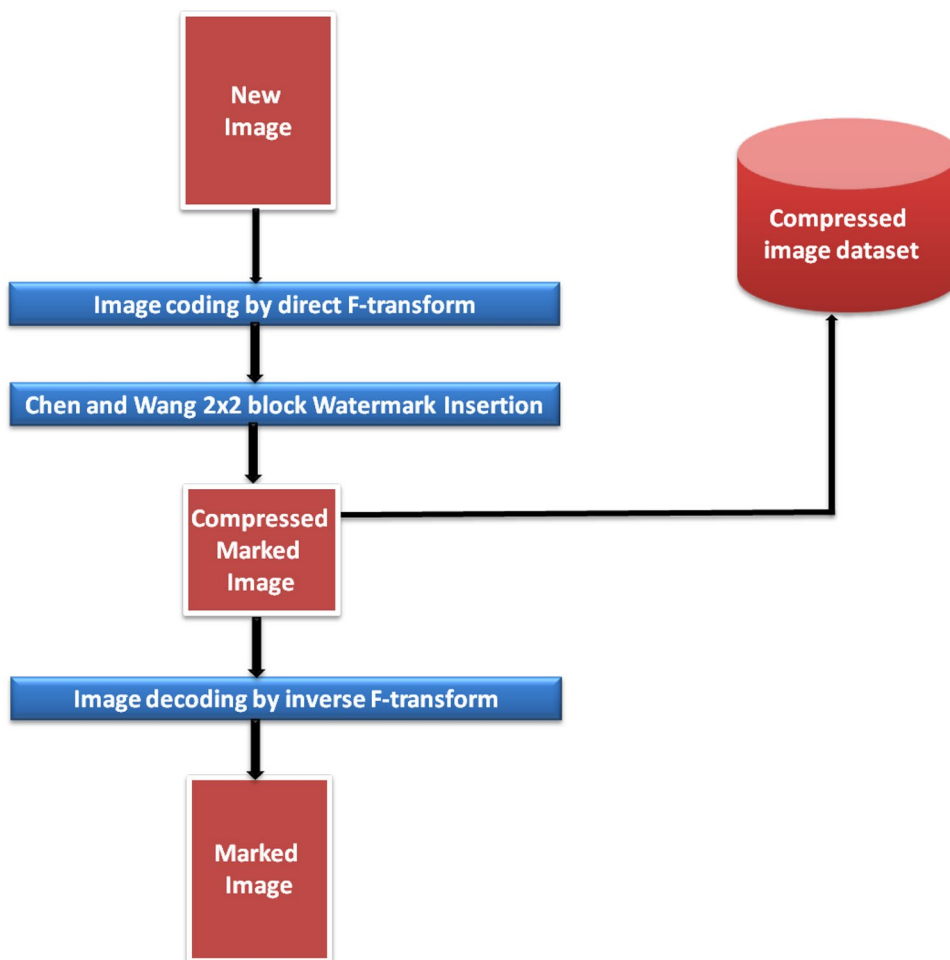 New
Image
Compressed
image dataset
Image coding by direct F-transform
Chen and Wang 2x2 block Watermark Insertion
Compressed
Marked
Image
Image decoding by inverse F-transform
Marked
Image